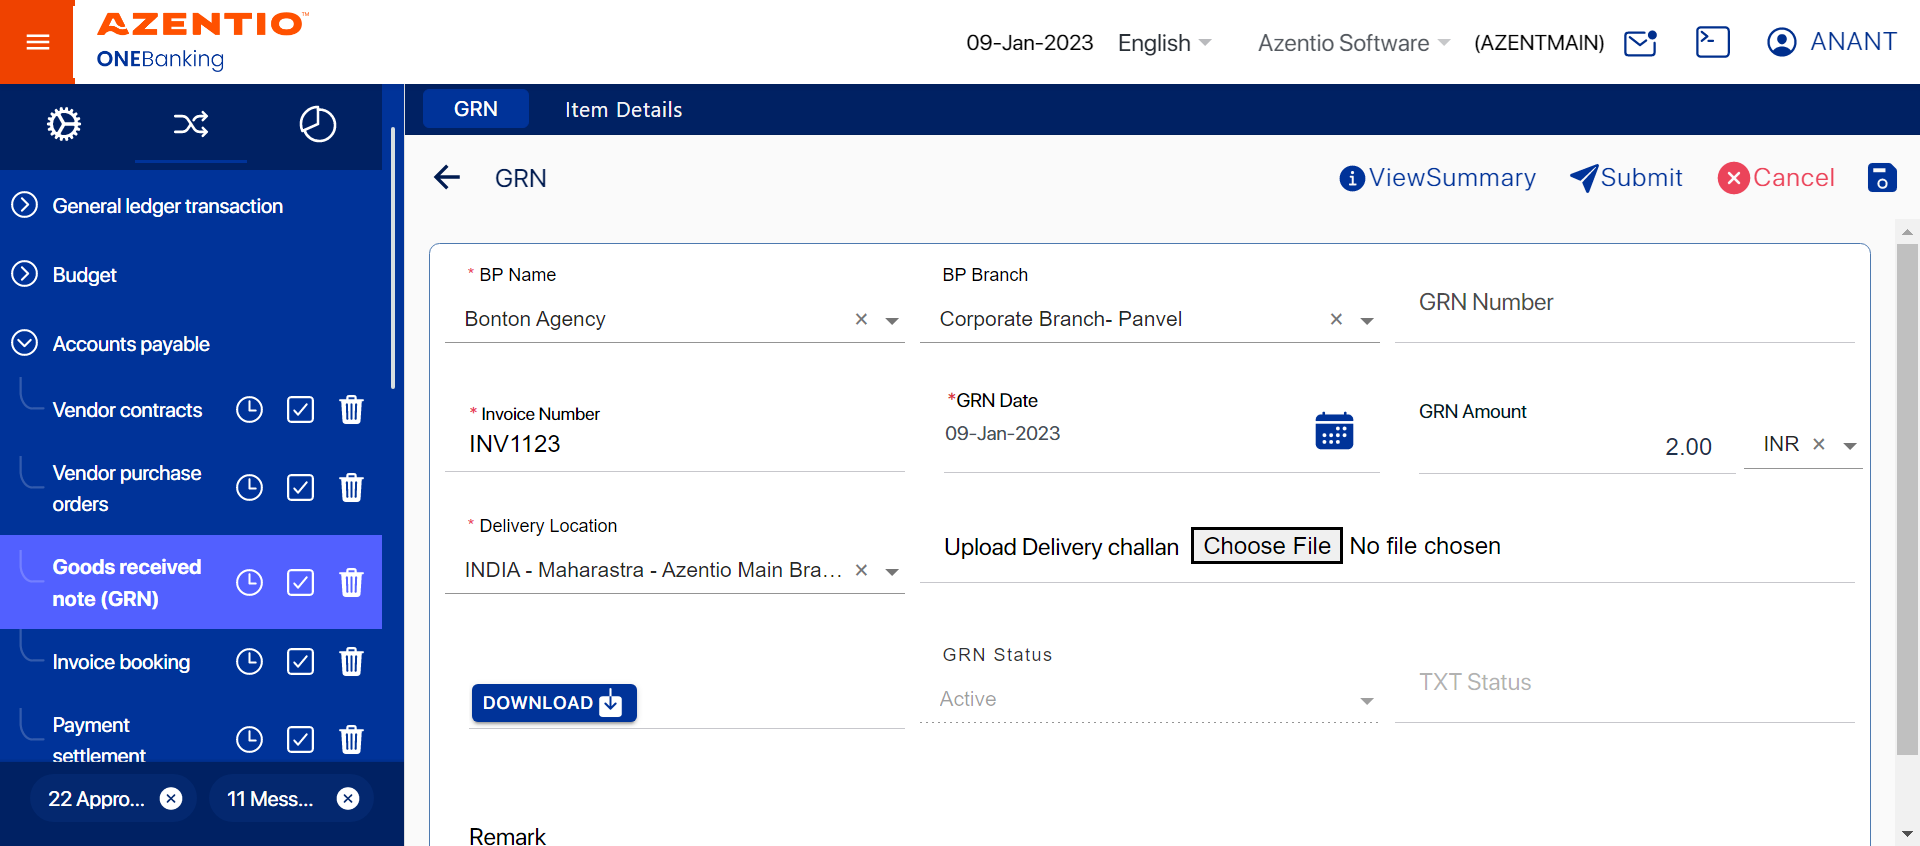 AZENTIO™
ONEBanking
09-Jan-2023 English Azentio Software (AZENTMAIN) ANANT
GRN Item Details
GRN ViewSummary Submit Cancel
General ledger transaction
Budget
Accounts payable
Vendor contracts
Vendor purchase
orders
Goods received
note (GRN)
Invoice booking
Payment
settlement
22 Appro...
11 Mess...
* BP Name
Bonton Agency
BP Branch
Corporate Branch- Panvel
GRN Number
* Invoice Number
INV1123
*GRN Date
09-Jan-2023
GRN Amount
2.00 INR
* Delivery Location
INDIA - Maharastra - Azentio Main Bra...
Upload Delivery challan Choose File No file chosen
DOWNLOAD
GRN Status
Active
TXT Status
Remark